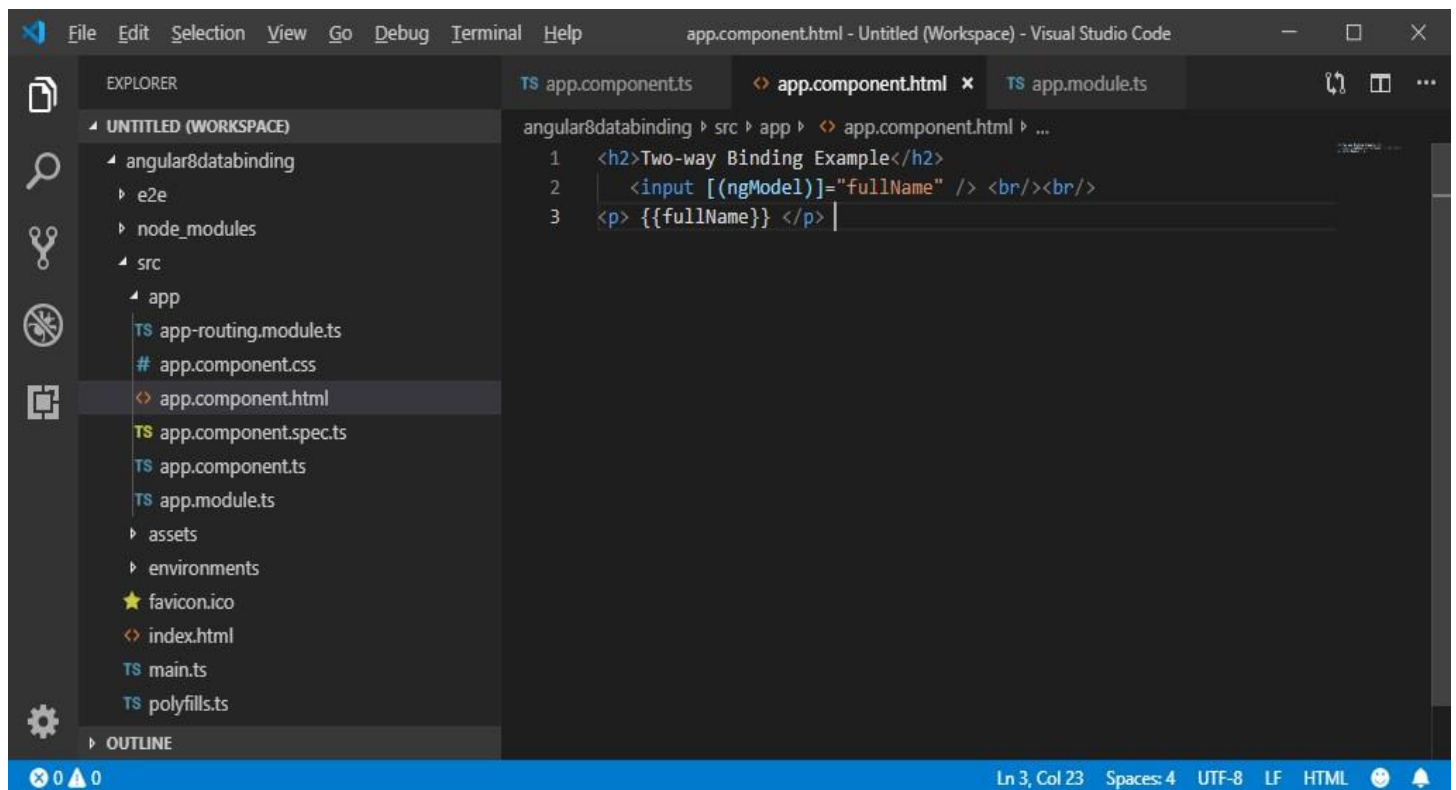 File Edit Selection View Go Debug Terminal Help app.component.html - Untitled (Workspace) - Visual Studio Code
EXPLORER
UNTITLED (WORKSPACE)
angular8databinding
e2e
node_modules
src
app
TS app-routing.module.ts
# app.component.css
<> app.component.html
TS app.component.spec.ts
TS app.component.ts
TS app.module.ts
assets
environments
favicon.ico
<> index.html
TS main.ts
TS polyfills.ts
OUTLINE
TS app.component.ts <> app.component.html × TS app.module.ts ...
angular8databinding src app <> app.component.html ...
1 <h2>Two-way Binding Example</h2>
2 <input [(ngModel)]="fullName" /> <br/><br/>
3 <p> {{fullName}} </p>
0 0 Ln 3, Col 23 Spaces: 4 UTF-8 LF HTML